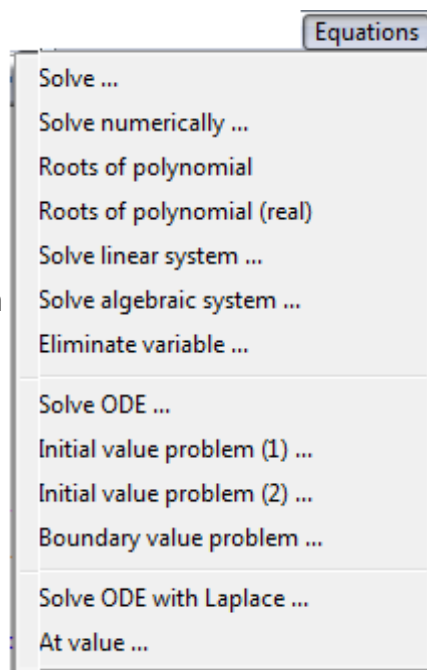 Equations
Solve ...
Solve numerically ...
Roots of polynomial
Roots of polynomial (real)
Solve linear system ...
Solve algebraic system ...
Eliminate variable ...
Solve ODE ...
Initial value problem (1) ...
Initial value problem (2) ...
Boundary value problem ...
Solve ODE with Laplace ...
At value ...